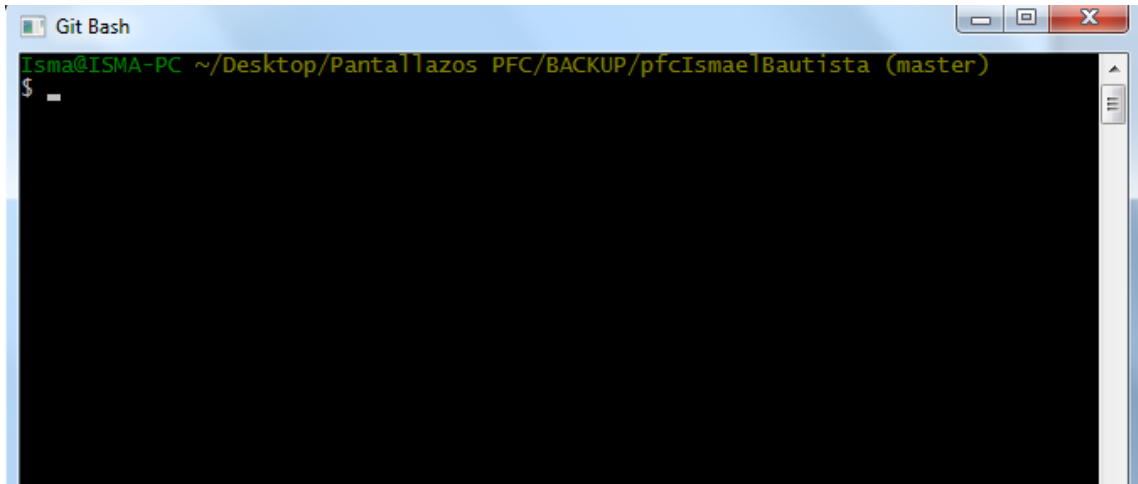 Git Bash
Isma@ISMA-PC ~/Desktop/Pantallazos PFC/BACKUP/pfcIsmaelBautista (master)
$